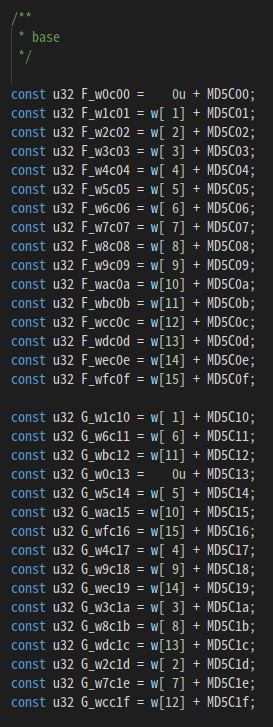 /**
 * base
 */
const u32 F_w0c00 =    0u + MD5C00;
const u32 F_w1c01 = w[ 1] + MD5C01;
const u32 F_w2c02 = w[ 2] + MD5C02;
const u32 F_w3c03 = w[ 3] + MD5C03;
const u32 F_w4c04 = w[ 4] + MD5C04;
const u32 F_w5c05 = w[ 5] + MD5C05;
const u32 F_w6c06 = w[ 6] + MD5C06;
const u32 F_w7c07 = w[ 7] + MD5C07;
const u32 F_w8c08 = w[ 8] + MD5C08;
const u32 F_w9c09 = w[ 9] + MD5C09;
const u32 F_wac0a = w[10] + MD5C0a;
const u32 F_wbc0b = w[11] + MD5C0b;
const u32 F_wcc0c = w[12] + MD5C0c;
const u32 F_wdc0d = w[13] + MD5C0d;
const u32 F_wec0e = w[14] + MD5C0e;
const u32 F_wfc0f = w[15] + MD5C0f;
const u32 G_w1c10 = w[ 1] + MD5C10;
const u32 G_w6c11 = w[ 6] + MD5C11;
const u32 G_wbc12 = w[11] + MD5C12;
const u32 G_w0c13 =    0u + MD5C13;
const u32 G_w5c14 = w[ 5] + MD5C14;
const u32 G_wac15 = w[10] + MD5C15;
const u32 G_wfc16 = w[15] + MD5C16;
const u32 G_w4c17 = w[ 4] + MD5C17;
const u32 G_w9c18 = w[ 9] + MD5C18;
const u32 G_wec19 = w[14] + MD5C19;
const u32 G_w3c1a = w[ 3] + MD5C1a;
const u32 G_w8c1b = w[ 8] + MD5C1b;
const u32 G_wdc1c = w[13] + MD5C1c;
const u32 G_w2c1d = w[ 2] + MD5C1d;
const u32 G_w7c1e = w[ 7] + MD5C1e;
const u32 G_wcc1f = w[12] + MD5C1f;